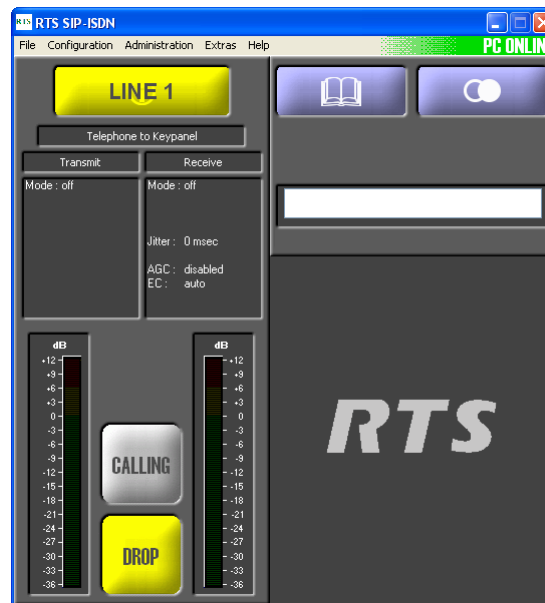 RTS RTS SIP-ISDN
File Configuration Administration Extras Help
PC ONLIN
LINE 1
Telephone to Keypanel
Transmit
Receive
Mode : off
Mode : off
Jitter : 0 msec
AGC : disabled
EC : auto
dB
+12
+9
+6
+3
0
-3
-6
-9
-12
-15
-18
-21
-24
-27
-30
-33
-36
CALLING
DROP
dB
+12
+9
+6
+3
0
-3
-6
-9
-12
-15
-18
-21
-24
-27
-30
-33
-36
RTS